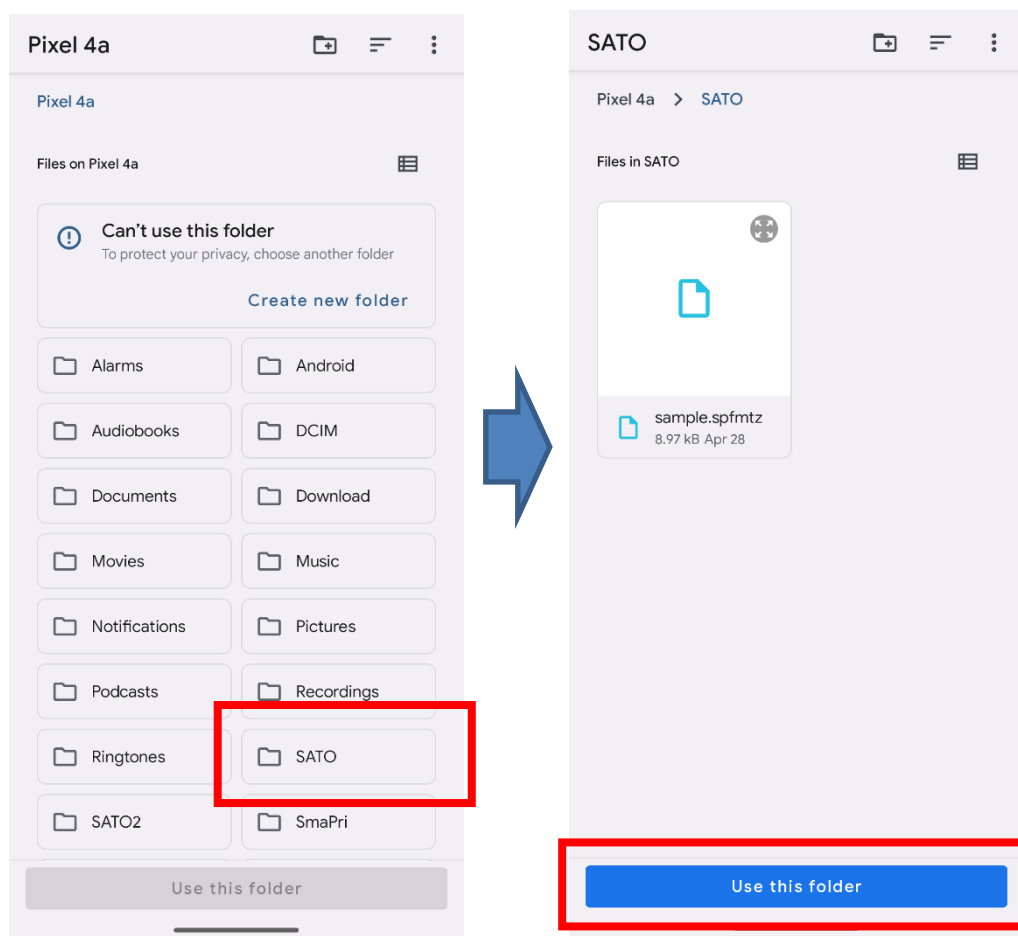 Pixel 4a
Pixel 4a
Files on Pixel 4a
Can't use this folder
To protect your privacy, choose another folder
Create new folder
Alarms
Android
Audiobooks
DCIM
Documents
Download
Movies
Music
Notifications
Pictures
Podcasts
Recordings
Ringtones
SATO
SATO2
SmaPri
Use this folder
SATO
Pixel 4a > SATO
Files in SATO
sample.spfmtz
8.97 kB Apr 28
Use this folder